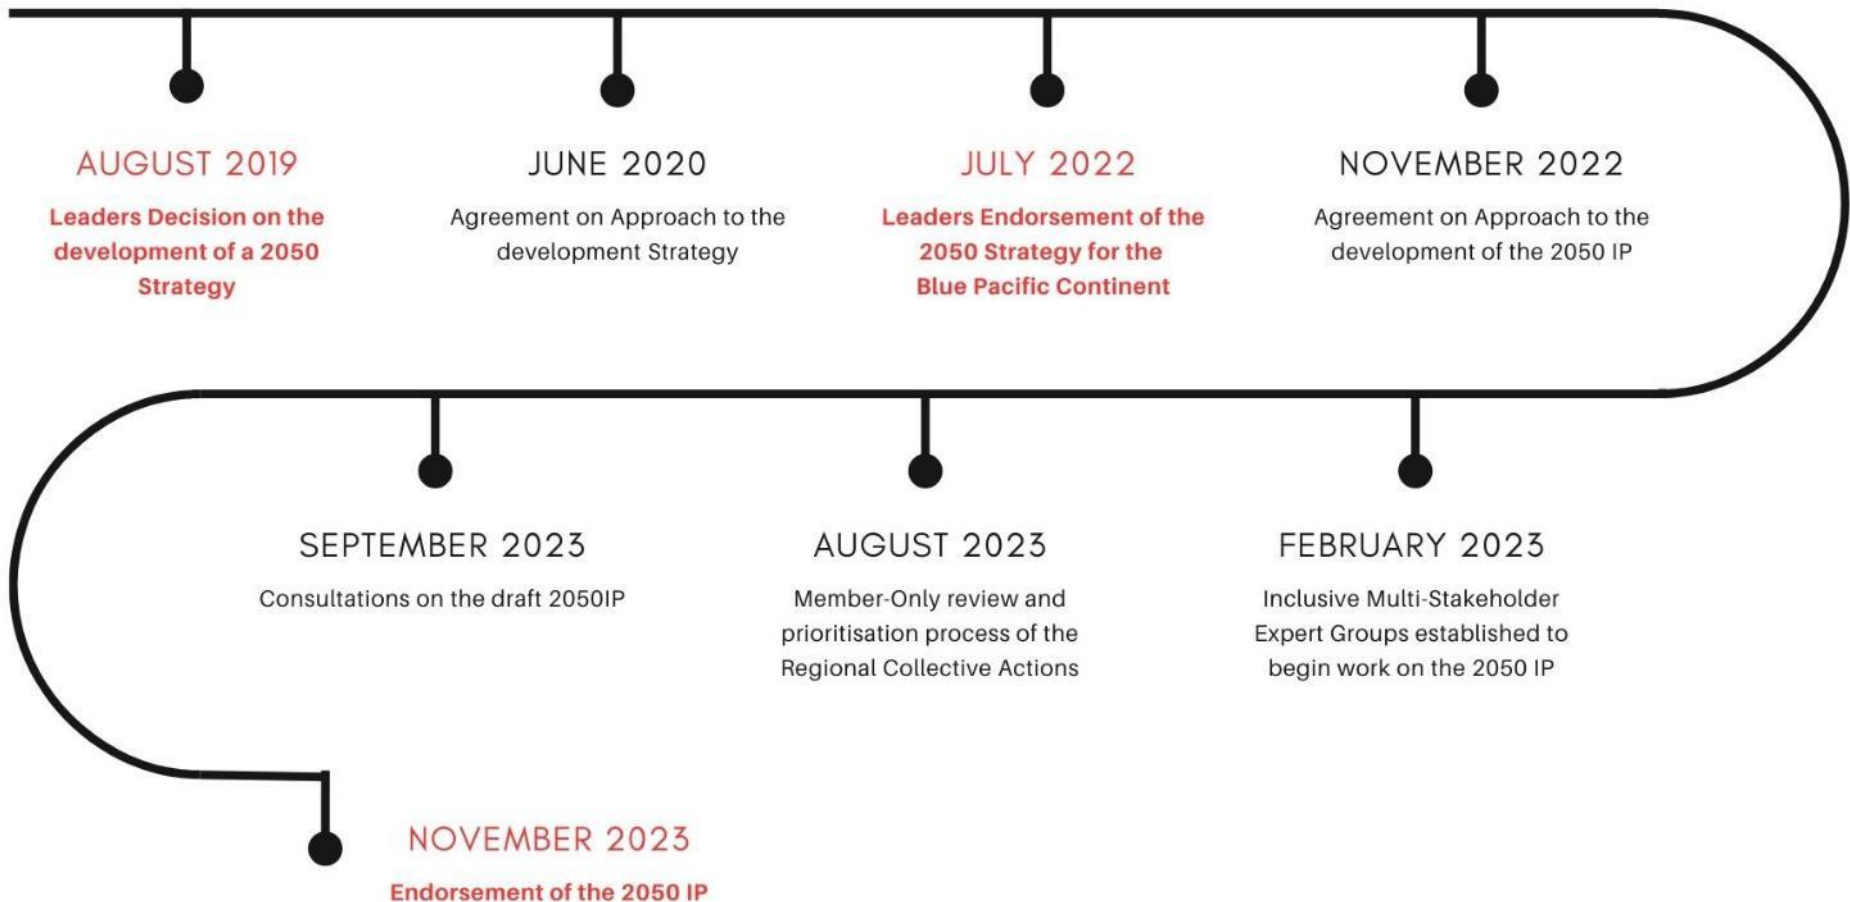 AUGUST 2019
Leaders Decision on the
development of a 2050
Strategy
JUNE 2020
Agreement on Approach to the
development Strategy
JULY 2022
Leaders Endorsement of the
2050 Strategy for the
Blue Pacific Continent
NOVEMBER 2022
Agreement on Approach to the
development of the 2050 IP
FEBRUARY 2023
Inclusive Multi-Stakeholder
Expert Groups established to
begin work on the 2050 IP
AUGUST 2023
Member-Only review and
prioritisation process of the
Regional Collective Actions
SEPTEMBER 2023
Consultations on the draft 2050IP
NOVEMBER 2023
Endorsement of the 2050 IP